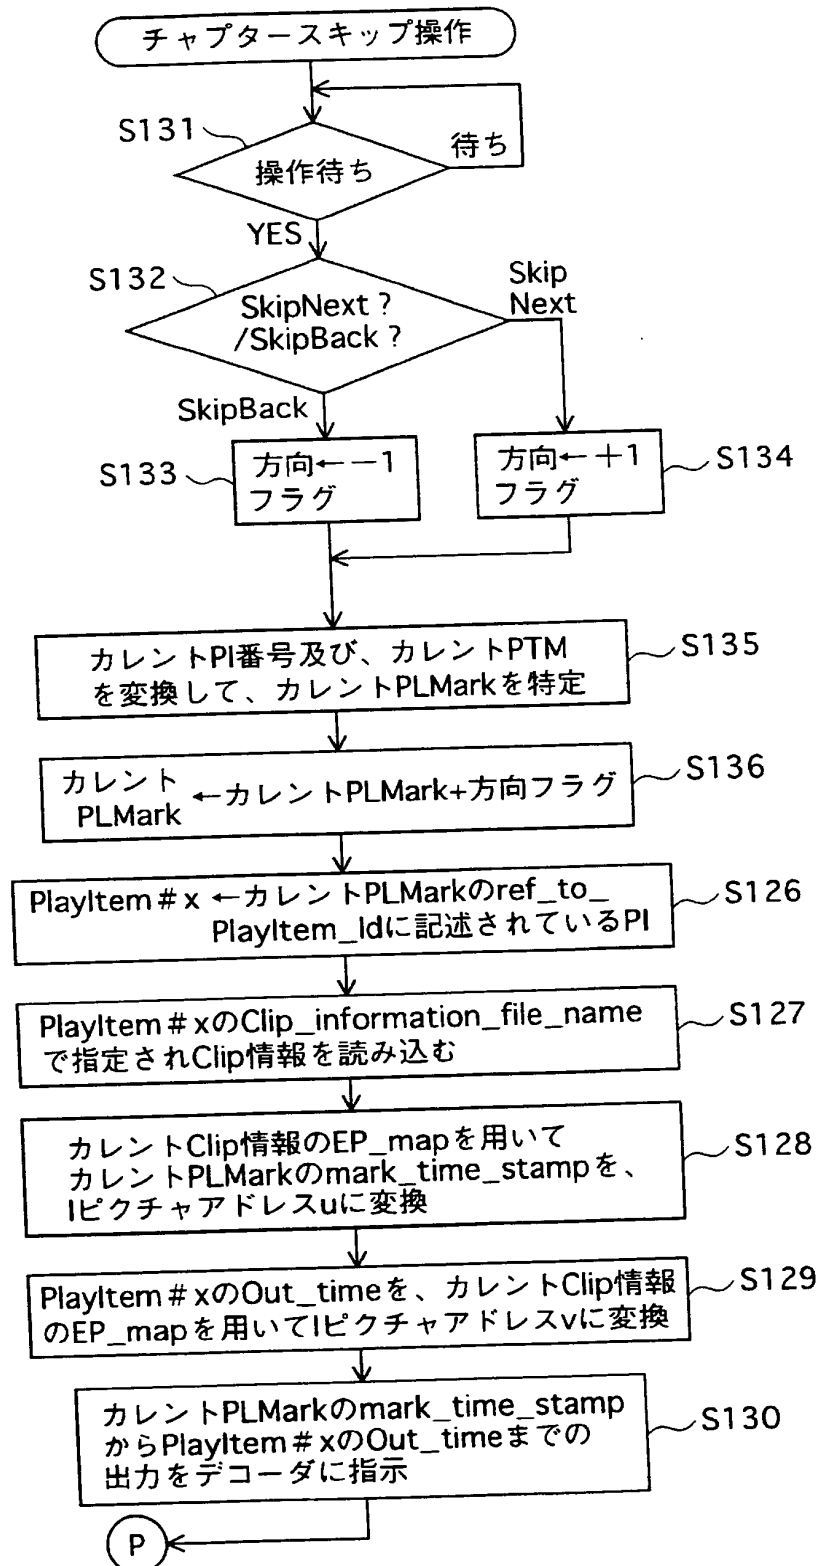 チャプタースキップ操作
S131
待ち
操作待ち
YES
S132
Skip
Next
SkipNext ?
/SkipBack ?
SkipBack
S133
方向←−1
フラグ
方向←＋1
フラグ
S134
カレントPI番号及び、カレントPTM
を変換して、カレントPLMarkを特定
S135
カレント
PLMark
←カレントPLMark+方向フラグ
S136
PlayItem＃x ←カレントPLMarkのref_to_
PlayItem_Idに記述されているPI
S126
PlayItem＃xのClip_information_file_name
で指定されClip情報を読み込む
S127
カレントClip情報のEP_mapを用いて
カレントPLMarkのmark_time_stampを、
Iピクチャアドレスuに変換
S128
PlayItem＃xのOut_timeを、カレントClip情報
のEP_mapを用いてIピクチャアドレスvに変換
S129
カレントPLMarkのmark_time_stamp
からPlayItem＃xのOut_timeまでの
出力をデコーダに指示
S130
P